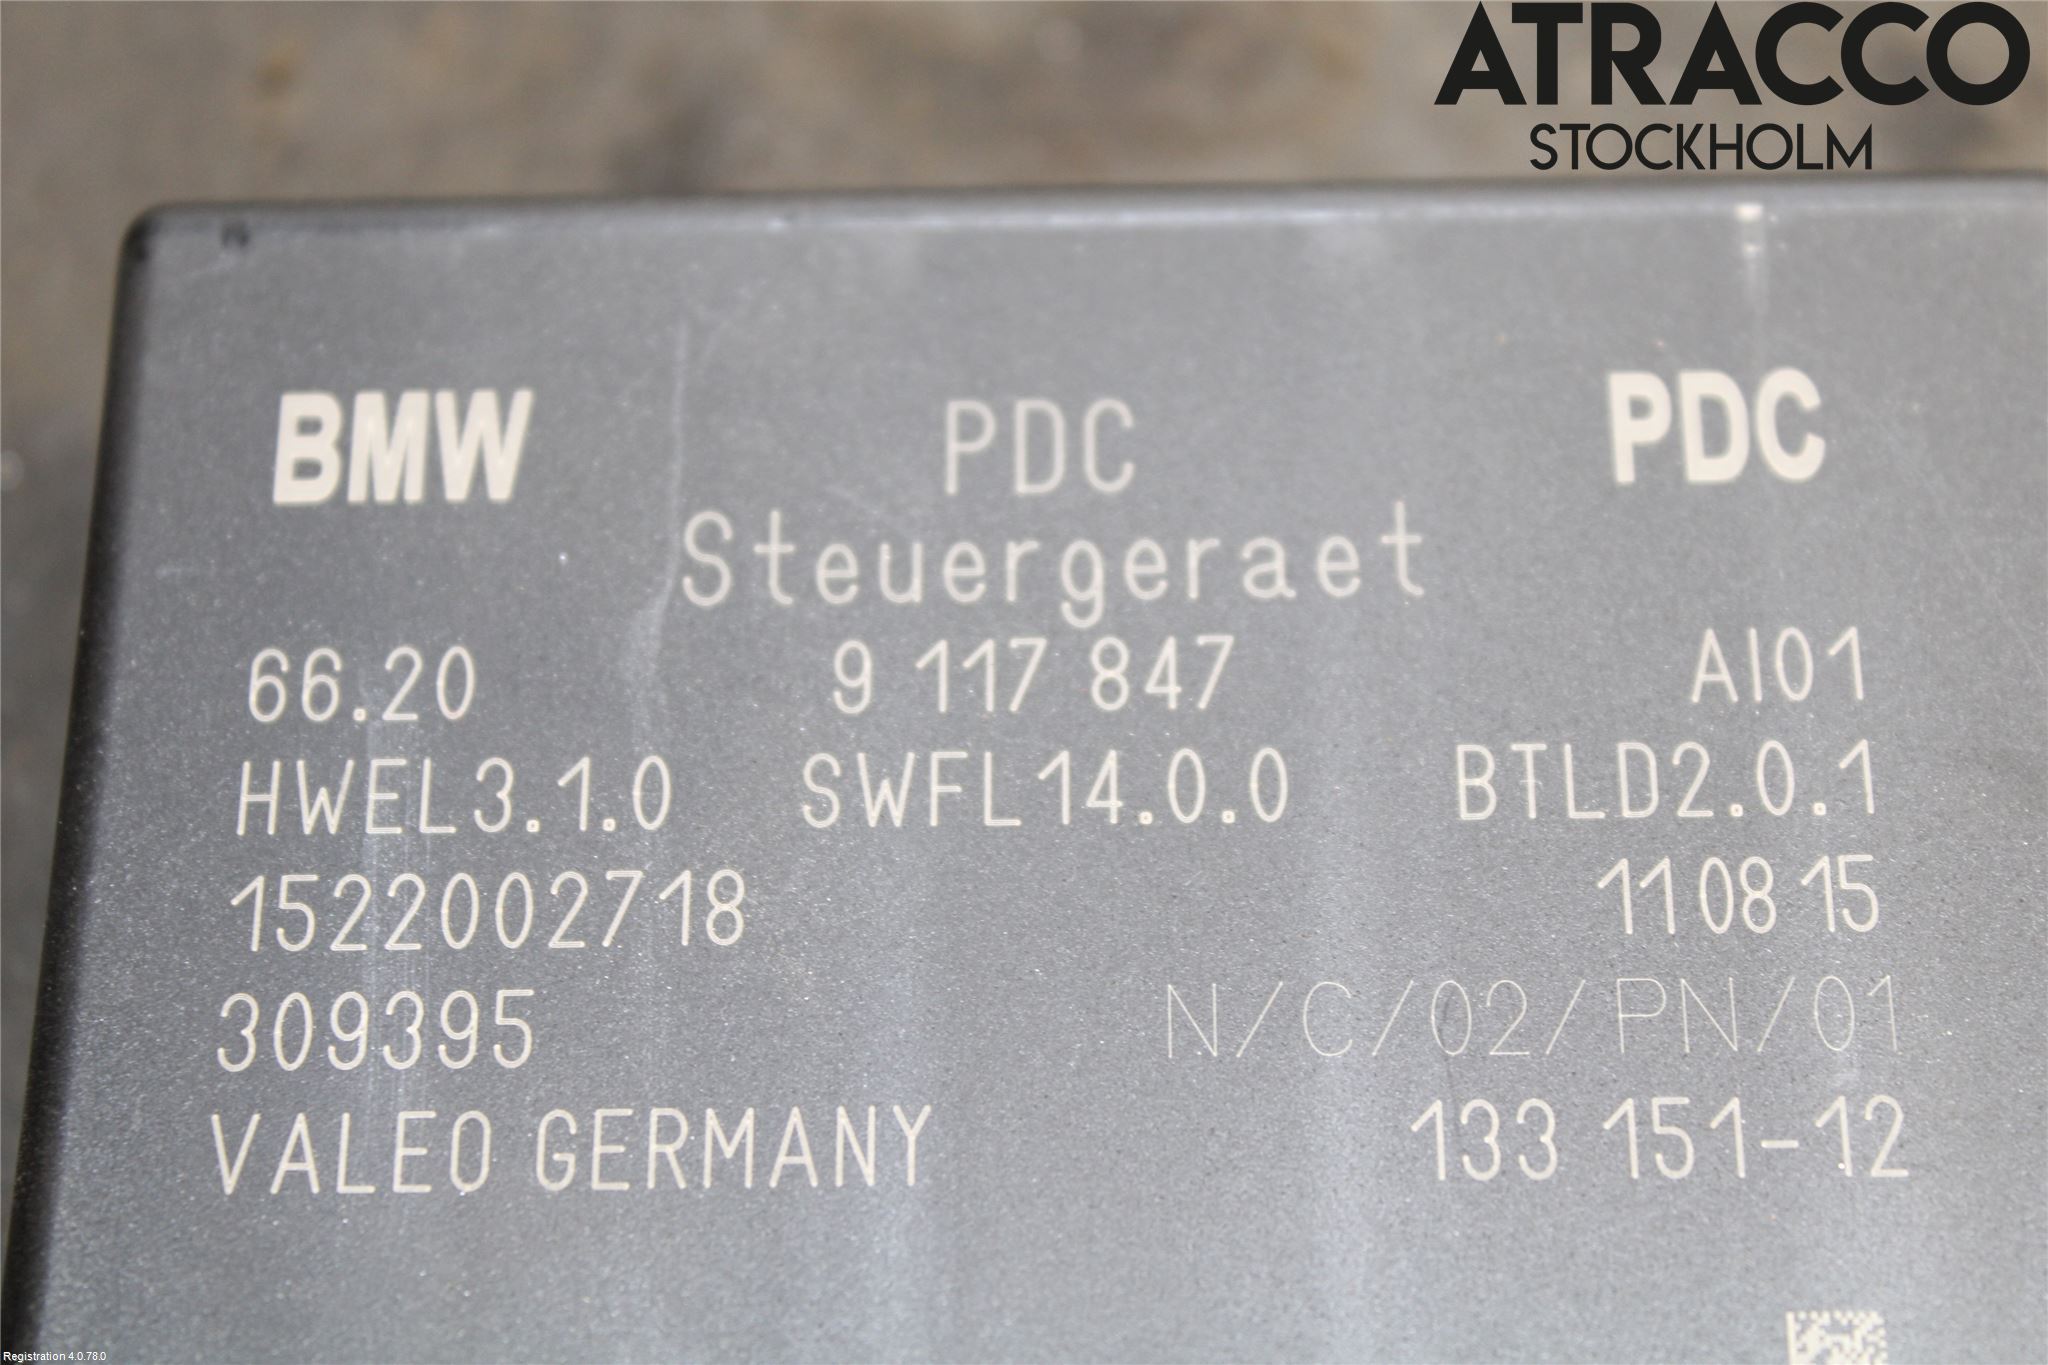 ATRACCO
STOCKHOLM
BMW PDC PDC
Steuergeraet
66.20 9 117 847 AI01
HWEL3.1.0 SWFL14.0.0 BTLD2.0.1
1522002718 110815
309395 N/C/02/PN/01
VALEO GERMANY 133 151-12
Registration 4.0.78.0